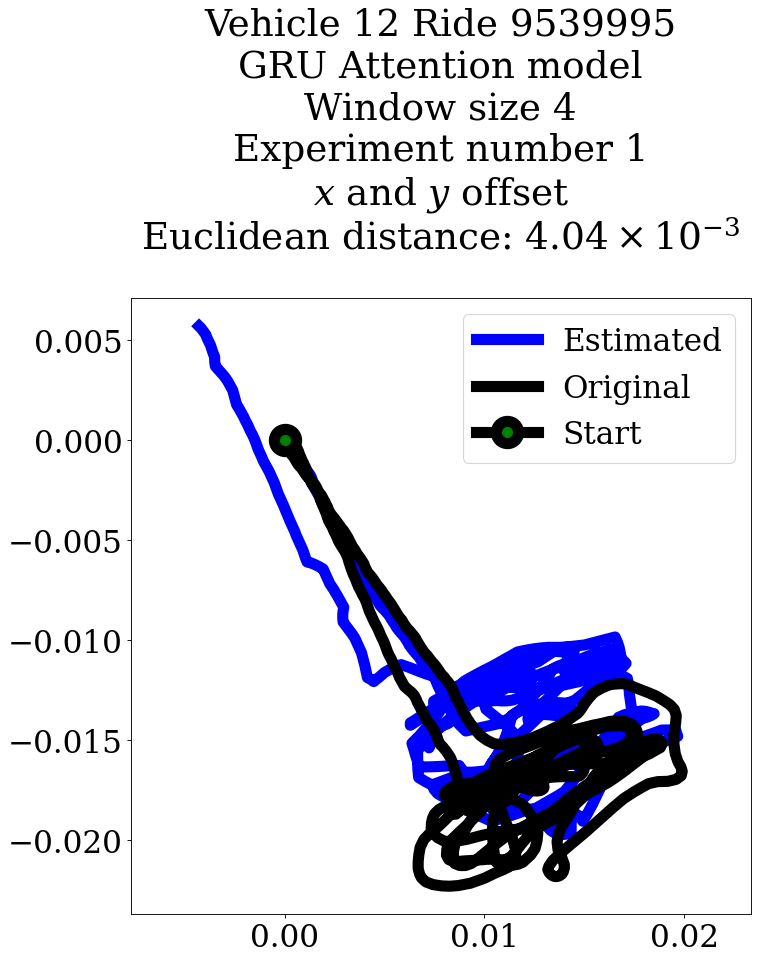 Vehicle 12 Ride 9539995
GRU Attention model
Window size 4
Experiment number 1
x and y offset
Euclidean distance: 4.04 × 10⁻³
Estimated
Original
Start
0.005
0.000
−0.005
−0.010
−0.015
−0.020
0.00 0.01 0.02